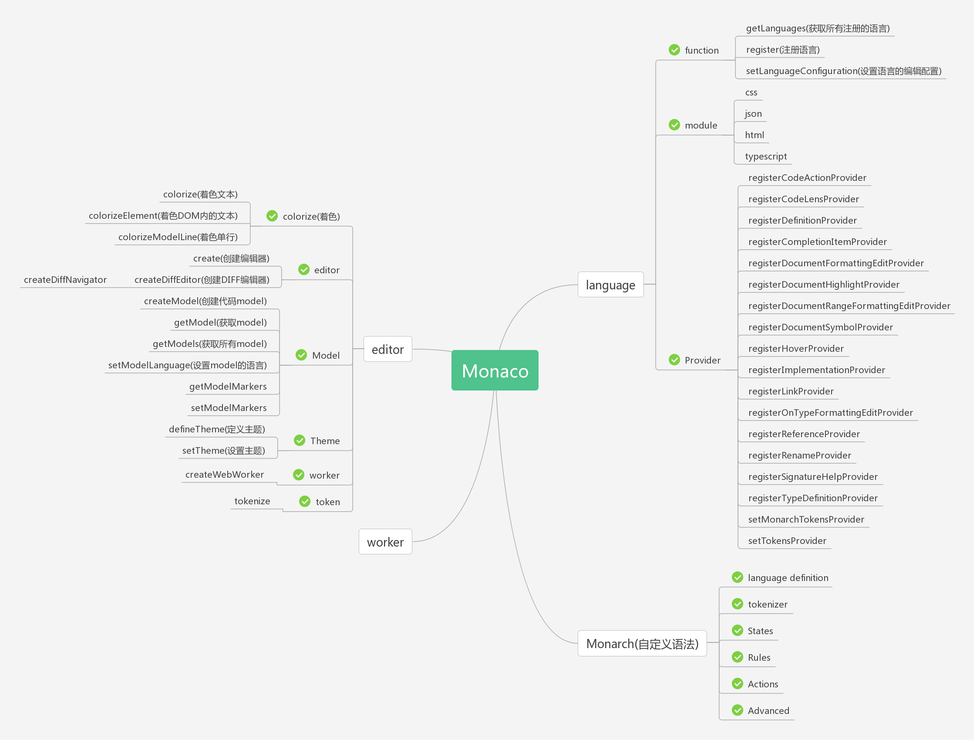 Monaco
language
function
getLanguages(获取所有注册的语言)
register(注册语言)
setLanguageConfiguration(设置语言的编辑配置)
module
css
json
html
typescript
Provider
registerCodeActionProvider
registerCodeLensProvider
registerDefinitionProvider
registerCompletionItemProvider
registerDocumentFormattingEditProvider
registerDocumentHighlightProvider
registerDocumentRangeFormattingEditProvider
registerDocumentSymbolProvider
registerHoverProvider
registerImplementationProvider
registerLinkProvider
registerOnTypeFormattingEditProvider
registerReferenceProvider
registerRenameProvider
registerSignatureHelpProvider
registerTypeDefinitionProvider
setMonarchTokensProvider
setTokensProvider
Monarch(自定义语法)
language definition
tokenizer
States
Rules
Actions
Advanced
editor
colorize(着色)
colorize(着色文本)
colorizeElement(着色DOM内的文本)
colorizeModelLine(着色单行)
editor
create(创建编辑器)
createDiffEditor(创建DIFF编辑器)
createDiffNavigator
Model
createModel(创建代码model)
getModel(获取model)
getModels(获取所有model)
setModelLanguage(设置model的语言)
getModelMarkers
setModelMarkers
Theme
defineTheme(定义主题)
setTheme(设置主题)
worker
createWebWorker
token
tokenize
worker